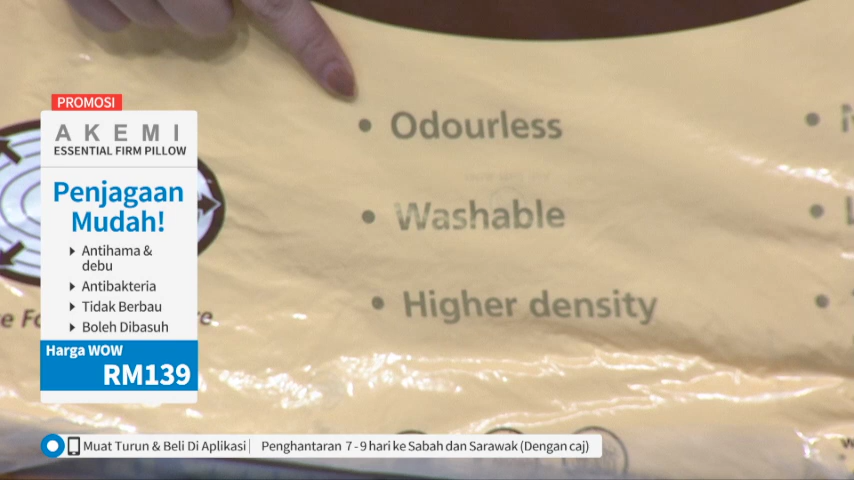 PROMOSI
AKEMI
ESSENTIAL FIRM PILLOW
Penjagaan
Mudah!
Antihama &
debu
Antibakteria
Tidak Berbau
Boleh Dibasuh
Harga WOW
RM139
• Odourless
• Washable
• Higher density
Muat Turun & Beli Di Aplikasi
Penghantaran 7-9 hari ke Sabah dan Sarawak (Dengan caj)